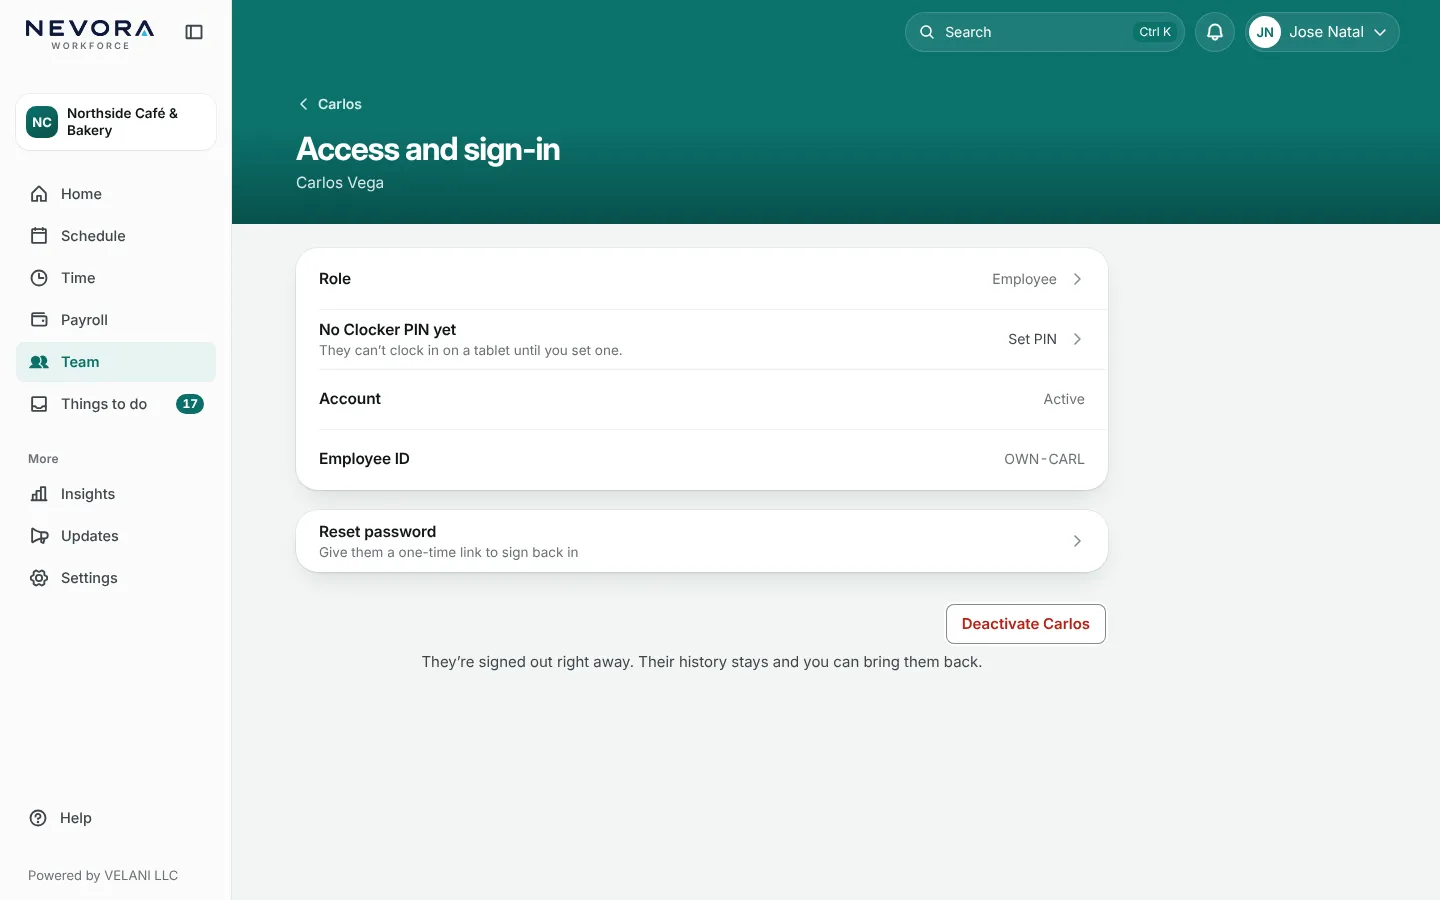 NEVORA
WORKFORCE
Search
Ctrl K
JN
Jose Natal
NC
Northside Café &
Bakery
Home
Schedule
Time
Payroll
Team
Things to do
17
More
Insights
Updates
Settings
Help
Powered by VELANI LLC
Carlos
Access and sign-in
Carlos Vega
Role
Employee
No Clocker PIN yet
They can’t clock in on a tablet until you set one.
Set PIN
Account
Active
Employee ID
OWN-CARL
Reset password
Give them a one-time link to sign back in
Deactivate Carlos
They’re signed out right away. Their history stays and you can bring them back.